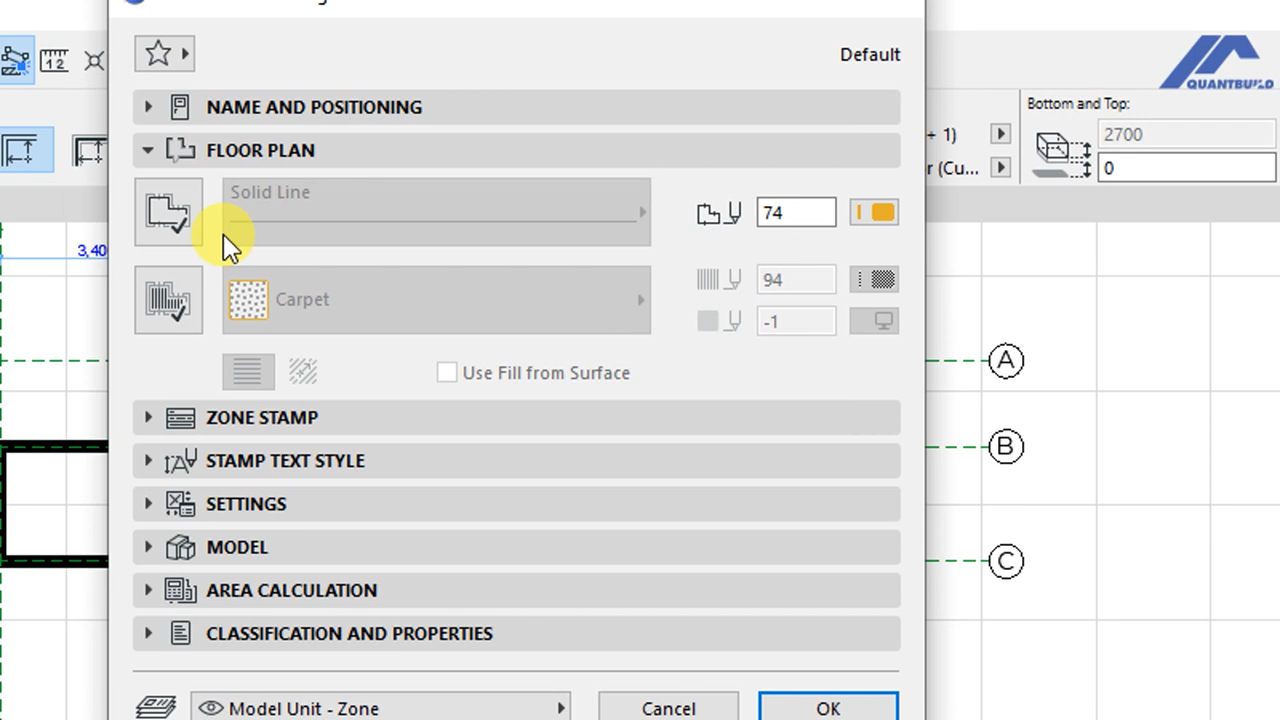 12
Default
QUANTBUILD
NAME AND POSITIONING
Bottom and Top:
+ 1)
2700
FLOOR PLAN
r (Cu...
0
Solid Line
74
3,40
94
Carpet
-1
Use Fill from Surface
A
ZONE STAMP
B
STAMP TEXT STYLE
SETTINGS
MODEL
C
AREA CALCULATION
CLASSIFICATION AND PROPERTIES
Model Unit - Zone
Cancel
OK